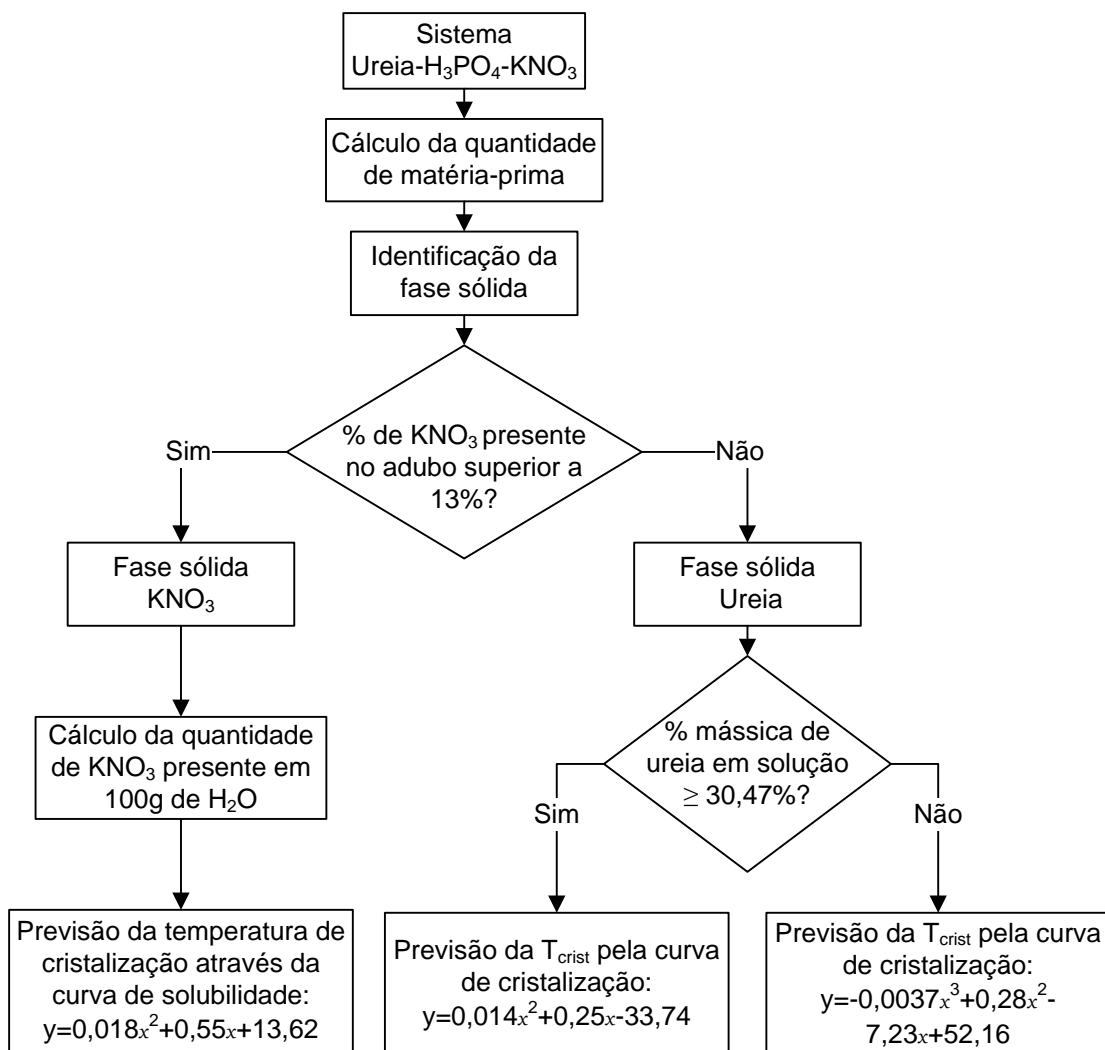 Sistema
Ureia-H₃PO₄-KNO₃
Cálculo da quantidade
de matéria-prima
Identificação da
fase sólida
% de KNO₃ presente
no adubo superior a
13%?
Sim
Não
Fase sólida
KNO₃
Fase sólida
Ureia
Cálculo da quantidade
de KNO₃ presente em
100g de H₂O
% mássica de
ureia em solução
≥ 30,47%?
Sim
Não
Previsão da temperatura de
cristalização através da
curva de solubilidade:
y=0,018x²+0,55x+13,62
Previsão da T꜀ᵣᵢₛₜ pela curva
de cristalização:
y=0,014x²+0,25x-33,74
Previsão da T꜀ᵣᵢₛₜ pela curva
de cristalização:
y=-0,0037x³+0,28x²-
7,23x+52,16